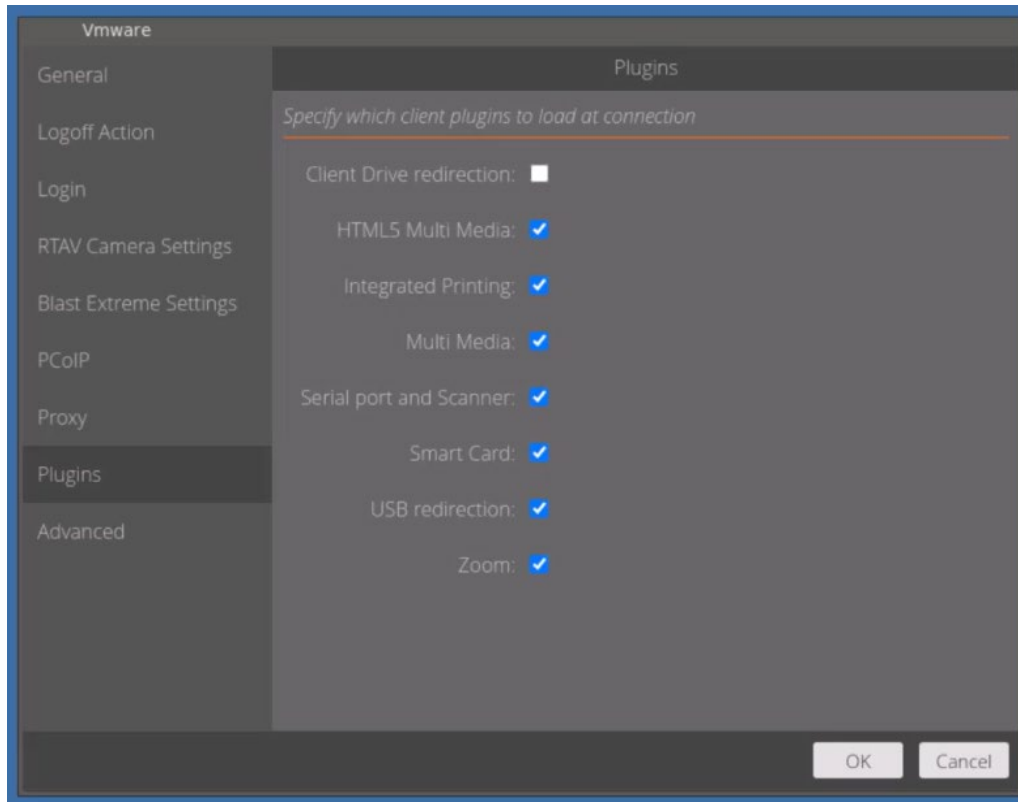 Vmware
General
Logoff Action
Login
RTAV Camera Settings
Blast Extreme Settings
PCoIP
Proxy
Plugins
Advanced
Plugins
Specify which client plugins to load at connection
Client Drive redirection:
HTML5 Multi Media:
Integrated Printing:
Multi Media:
Serial port and Scanner:
Smart Card:
USB redirection:
Zoom:
OK
Cancel